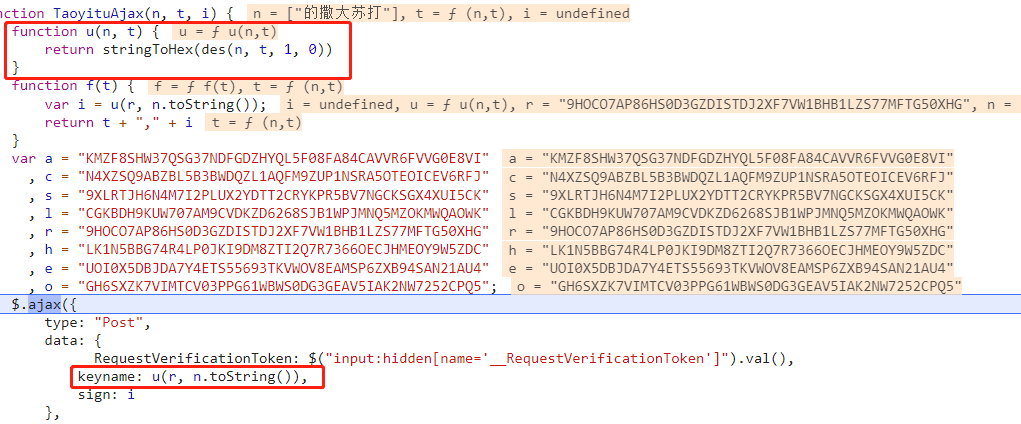 nction TaoyituAjax(n, t, i) {  n = ["的撒大苏打"], t = ƒ (n,t), i = undefined
function u(n, t) {  u = ƒ u(n,t)
return stringToHex(des(n, t, 1, 0))
}
function f(t) {  f = ƒ f(t), t = ƒ (n,t)
var i = u(r, n.toString());  i = undefined, u = ƒ u(n,t), r = "9HOCO7AP86HS0D3GZDISTDJ2XF7VW1BHB1LZS77MFTG50XHG", n =
return t + "," + i  t = ƒ (n,t)
}
var a = "KMZF8SHW37QSG37NDFGDZHYQL5F08FA84CAVVR6FVVG0E8VI"  a = "KMZF8SHW37QSG37NDFGDZHYQL5F08FA84CAVVR6FVVG0E8VI"
, c = "N4XZSQ9ABZBL5B3BWDQZL1AQFM9ZUP1NSRA5OTEOICEV6RFJ"  c = "N4XZSQ9ABZBL5B3BWDQZL1AQFM9ZUP1NSRA5OTEOICEV6RFJ"
, s = "9XLRTJH6N4M7I2PLUX2YDTT2CRYKPR5BV7NGCKSGX4XUI5CK"  s = "9XLRTJH6N4M7I2PLUX2YDTT2CRYKPR5BV7NGCKSGX4XUI5CK"
, l = "CGKBDH9KUW707AM9CVDKZD6268SJB1WPJMNQ5MZOKMWQAOWK"  l = "CGKBDH9KUW707AM9CVDKZD6268SJB1WPJMNQ5MZOKMWQAOWK"
, r = "9HOCO7AP86HS0D3GZDISTDJ2XF7VW1BHB1LZS77MFTG50XHG"  r = "9HOCO7AP86HS0D3GZDISTDJ2XF7VW1BHB1LZS77MFTG50XHG"
, h = "LK1N5BBG74R4LP0JKI9DM8ZTI2Q7R7366OECJHMEOY9W5ZDC"  h = "LK1N5BBG74R4LP0JKI9DM8ZTI2Q7R7366OECJHMEOY9W5ZDC"
, e = "UOI0X5DBJDA7Y4ETS55693TKVWOV8EAMSP6ZXB94SAN21AU4"  e = "UOI0X5DBJDA7Y4ETS55693TKVWOV8EAMSP6ZXB94SAN21AU4"
, o = "GH6SXZK7VIMTCV03PPG61WBWS0DG3GEAV5IAK2NW7252CPQ5";  o = "GH6SXZK7VIMTCV03PPG61WBWS0DG3GEAV5IAK2NW7252CPQ5"
$.ajax({
type: "Post",
data: {
RequestVerificationToken: $("input:hidden[name='__RequestVerificationToken']").val(),
keyname: u(r, n.toString()),
sign: i
},